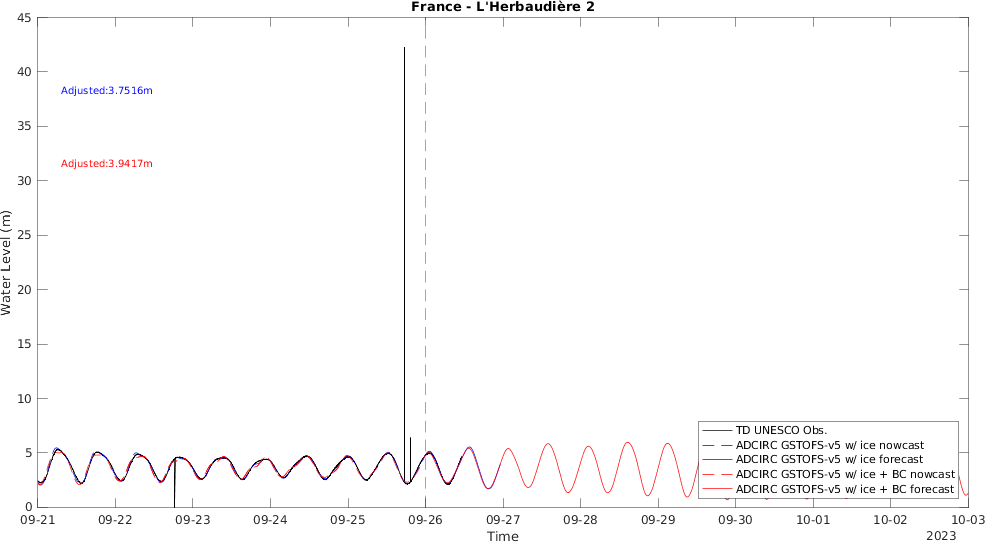 France - L'Herbaudière 2
45
40
35
30
25
20
15
10
5
0
Water Level (m)
Adjusted:3.7516m
Adjusted:3.9417m
TD UNESCO Obs.
ADCIRC GSTOFS-v5 w/ ice nowcast
ADCIRC GSTOFS-v5 w/ ice forecast
ADCIRC GSTOFS-v5 w/ ice + BC nowcast
ADCIRC GSTOFS-v5 w/ ice + BC forecast
09-21 09-22 09-23 09-24 09-25 09-26 09-27 09-28 09-29 09-30 10-01 10-02 10-03
Time
2023